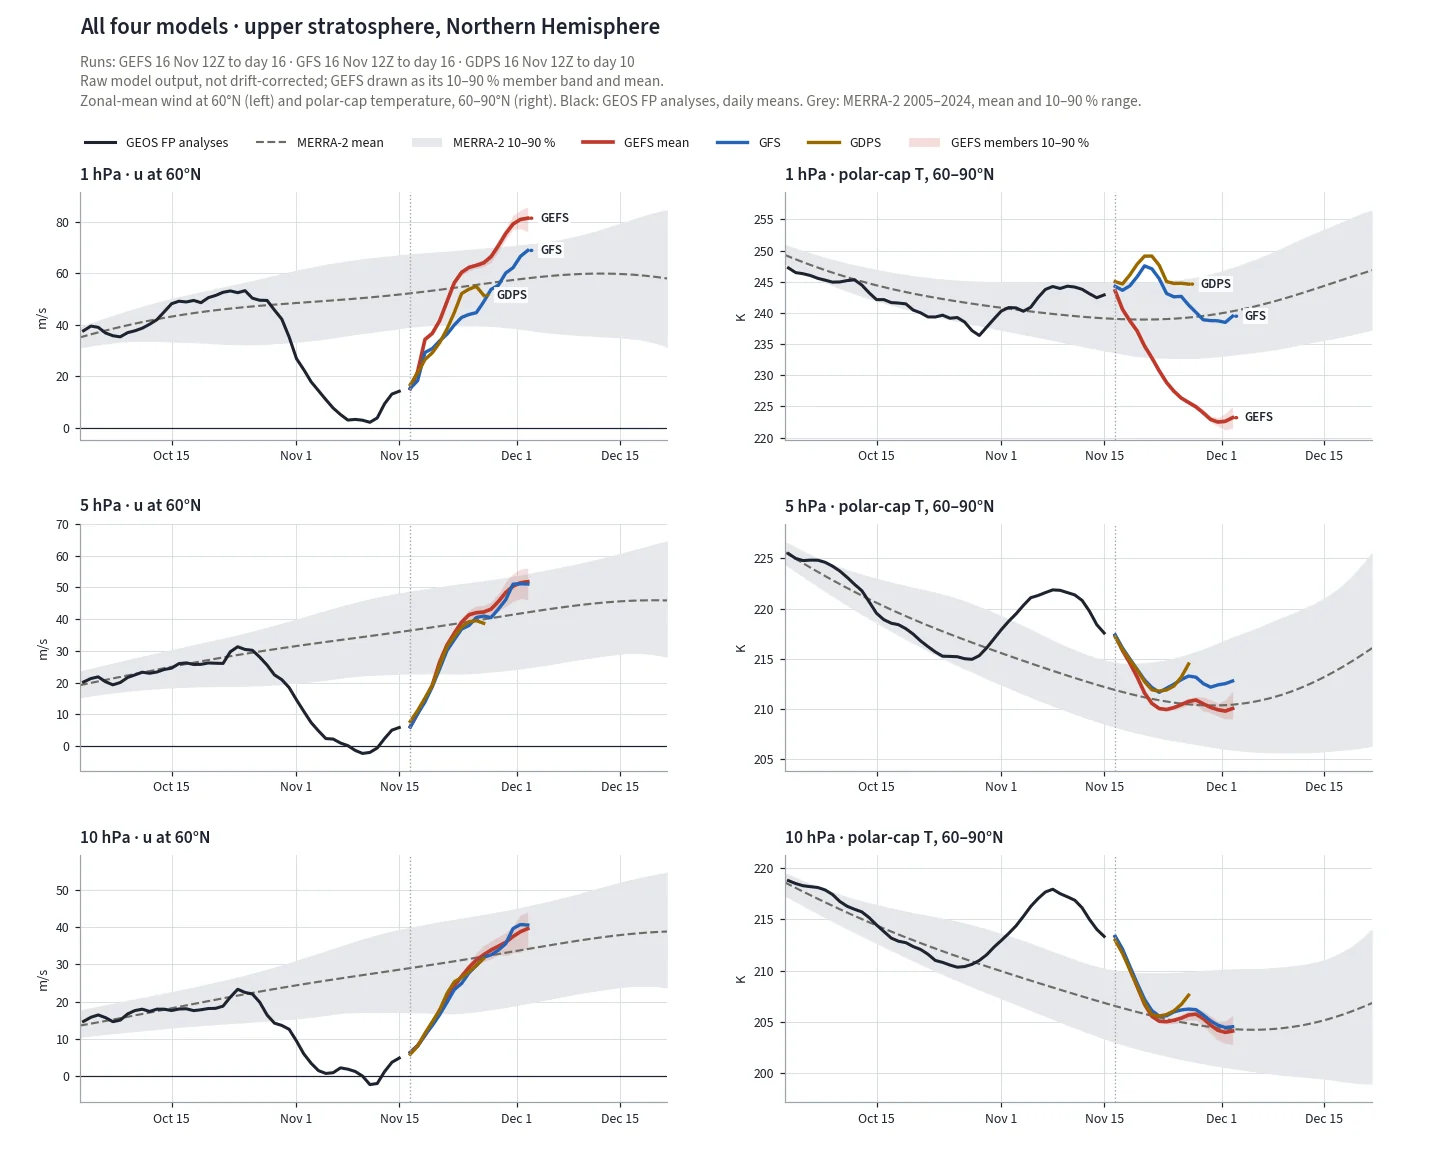 All four models · upper stratosphere, Northern Hemisphere
Runs: GEFS 16 Nov 12Z to day 16 · GFS 16 Nov 12Z to day 16 · GDPS 16 Nov 12Z to day 10
Raw model output, not drift-corrected; GEFS drawn as its 10–90 % member band and mean.
Zonal-mean wind at 60°N (left) and polar-cap temperature, 60–90°N (right). Black: GEOS FP analyses, daily means. Grey: MERRA-2 2005–2024, mean and 10–90 % range.
GEOS FP analyses MERRA-2 mean MERRA-2 10–90 % GEFS mean GFS GDPS GEFS members 10–90 %
1 hPa · u at 60°N
80
60
40
20
0
m/s
GEFS
GFS
GDPS
Oct 15 Nov 1 Nov 15 Dec 1 Dec 15
1 hPa · polar-cap T, 60–90°N
255
250
245
240
235
230
225
220
K
GDPS
GFS
GEFS
Oct 15 Nov 1 Nov 15 Dec 1 Dec 15
5 hPa · u at 60°N
70
60
50
40
30
20
10
0
m/s
Oct 15 Nov 1 Nov 15 Dec 1 Dec 15
5 hPa · polar-cap T, 60–90°N
225
220
215
210
205
K
Oct 15 Nov 1 Nov 15 Dec 1 Dec 15
10 hPa · u at 60°N
50
40
30
20
10
0
m/s
Oct 15 Nov 1 Nov 15 Dec 1 Dec 15
10 hPa · polar-cap T, 60–90°N
220
215
210
205
200
K
Oct 15 Nov 1 Nov 15 Dec 1 Dec 15